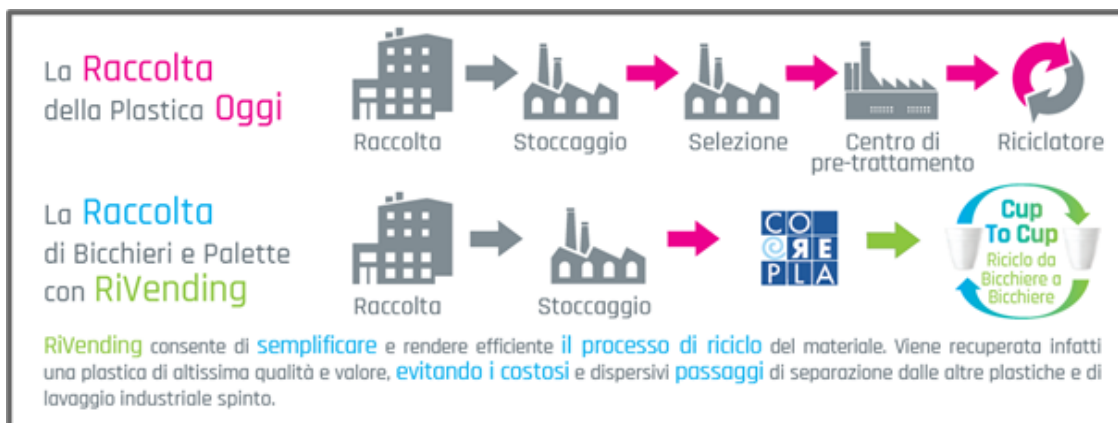 La Raccolta
della Plastica Oggi
Raccolta
Stoccaggio
Selezione
Centro di
pre-trattamento
Riciclatore
La Raccolta
di Bicchieri e Palette
con RiVending
Raccolta
Stoccaggio
CO
REPLA
Cup
To Cup
Riciclo da
Bicchiere a
Bicchiere
RiVending consente di semplificare e rendere efficiente il processo di riciclo del materiale. Viene recuperata infatti
una plastica di altissima qualità e valore, evitando i costosi e dispersivi passaggi di separazione dalle altre plastiche e di
lavaggio industriale spinto.